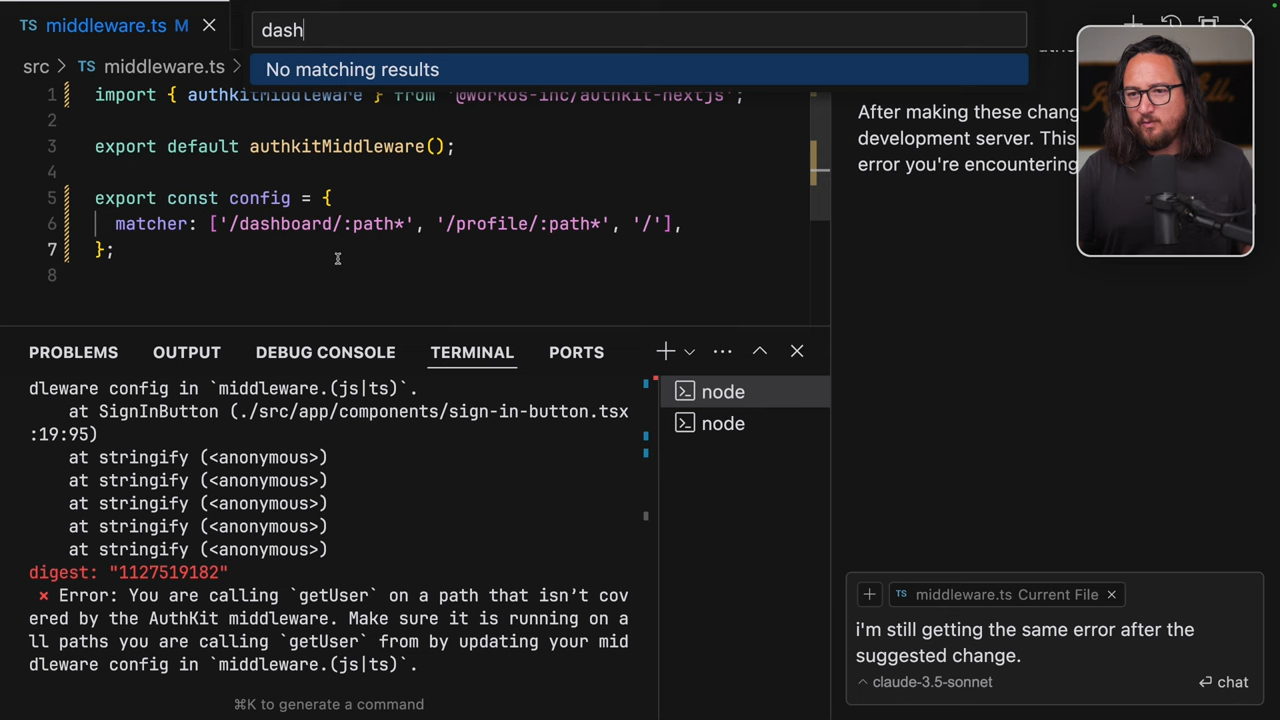 TS middleware.ts M
dash
No matching results
src > TS middleware.ts >
1 import { authkitMiddleware } from '@workos-inc/authkit-nextjs';
2
3 export default authkitMiddleware();
4
5 export const config = {
6 matcher: ['/dashboard/:path*', '/profile/:path*', '/'],
7 };
8
PROBLEMS OUTPUT DEBUG CONSOLE TERMINAL PORTS
dleware config in `middleware.(js|ts)`.
at SignInButton (./src/app/components/sign-in-button.tsx
:19:95)
at stringify (<anonymous>)
at stringify (<anonymous>)
at stringify (<anonymous>)
at stringify (<anonymous>)
at stringify (<anonymous>)
digest: "1127519182"
× Error: You are calling `getUser` on a path that isn't cov
ered by the AuthKit middleware. Make sure it is running on a
ll paths you are calling `getUser` from by updating your mid
dleware config in `middleware.(js|ts)`.
⌘K to generate a command
node
node
After making these chang
development server. This
error you're encountering
TS middleware.ts Current File ×
i'm still getting the same error after the
suggested change.
claude-3.5-sonnet
chat